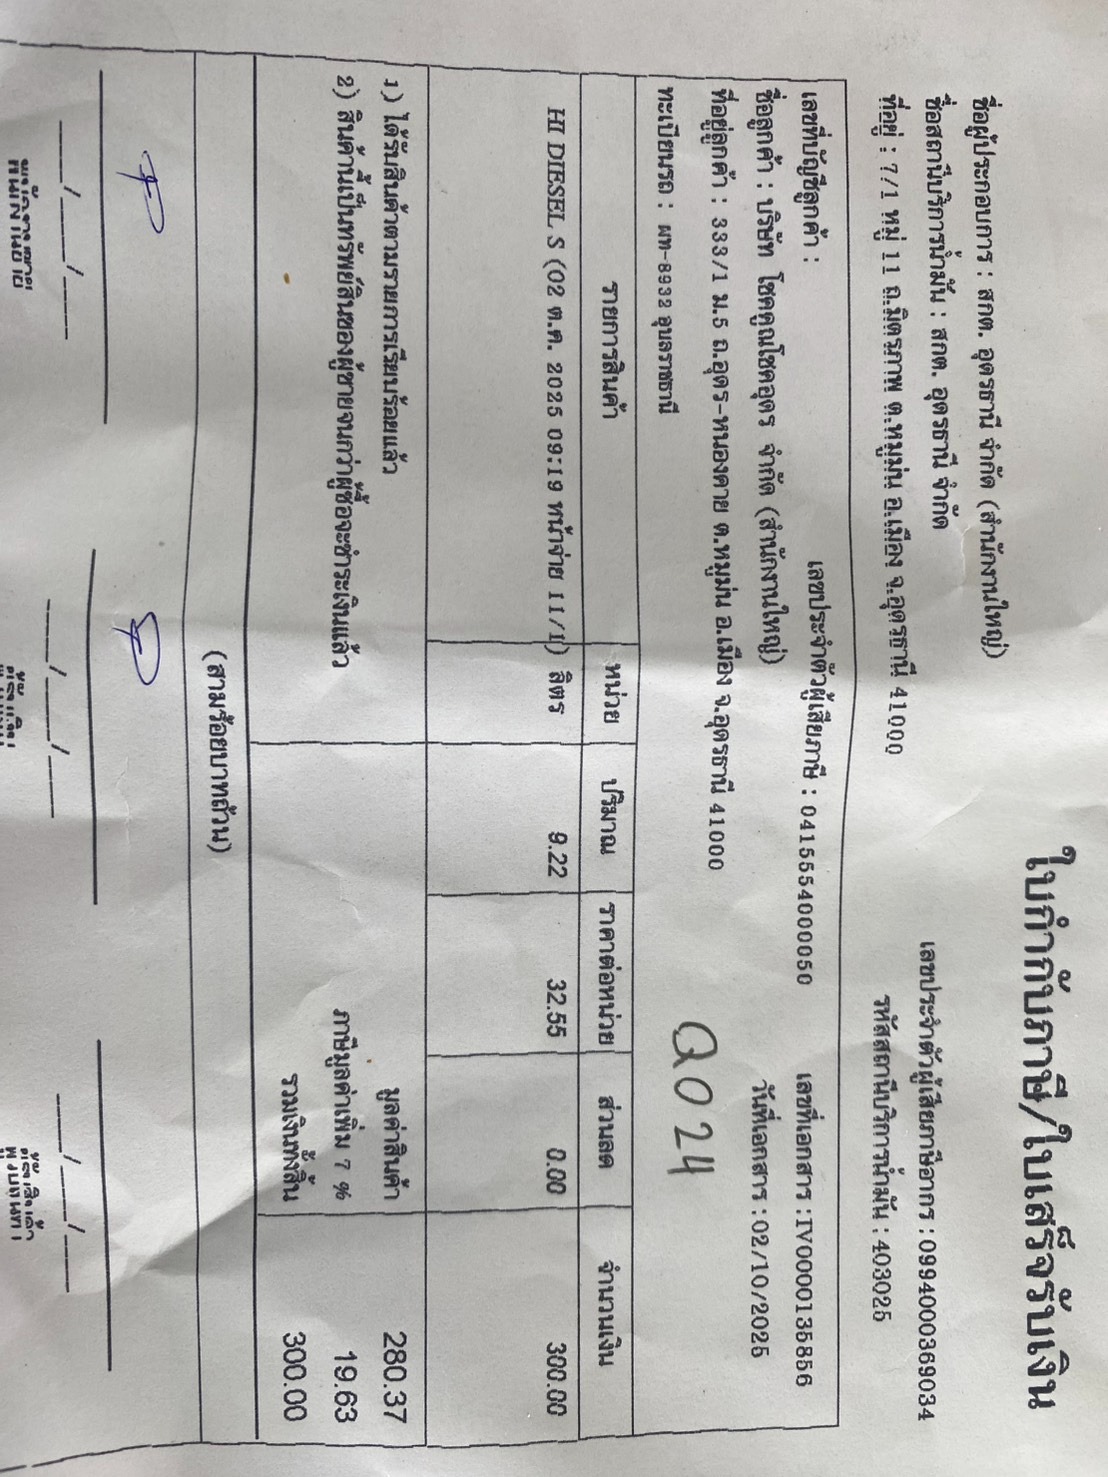 ใบกำกับภาษี/ใบเสร็จรับเงิน
ชื่อผู้ประกอบการ : สกต. อุดรธานี จำกัด (สำนักงานใหญ่)
เลขประจำตัวผู้เสียภาษีอากร : 0994000369034
ชื่อสถานีบริการน้ำมัน : สกต. อุดรธานี จำกัด
รหัสสถานีบริการน้ำมัน : 403025
ที่อยู่ : 7/1 หมู่ 11 ถ.มิตรภาพ ต.หมูม่น อ.เมือง จ.อุดรธานี 41000
เลขที่บัญชีลูกค้า : เลขประจำตัวผู้เสียภาษี : 0415554000050 เลขที่เอกสาร : IV0000135856
ชื่อลูกค้า : บริษัท โชคคูณโชคอุดร จำกัด (สำนักงานใหญ่) วันที่เอกสาร : 02/10/2025
ที่อยู่ลูกค้า : 333/1 ม.5 ถ.อุดร-หนองคาย ต.หมูม่น อ.เมือง จ.อุดรธานี 41000
ทะเบียนรถ : ผท-8932 อุบลราชธานี
2024
รายการสินค้า หน่วย ปริมาณ ราคาต่อหน่วย ส่วนลด จำนวนเงิน
HI DIESEL S (02 ต.ค. 2025 09:19 หน้าจ่าย 11/1) ลิตร 9.22 32.55 0.00 300.00
1) ได้รับสินค้าตามรายการเรียบร้อยแล้ว มูลค่าสินค้า 280.37
2) สินค้านี้เป็นทรัพย์สินของผู้ขายจนกว่าผู้ซื้อจะชำระเงินแล้ว ภาษีมูลค่าเพิ่ม 7 % 19.63
รวมเงินทั้งสิ้น 300.00
(สามร้อยบาทถ้วน)
___/___/___ ___/___/___ ___/___/___
พนักงานขาย